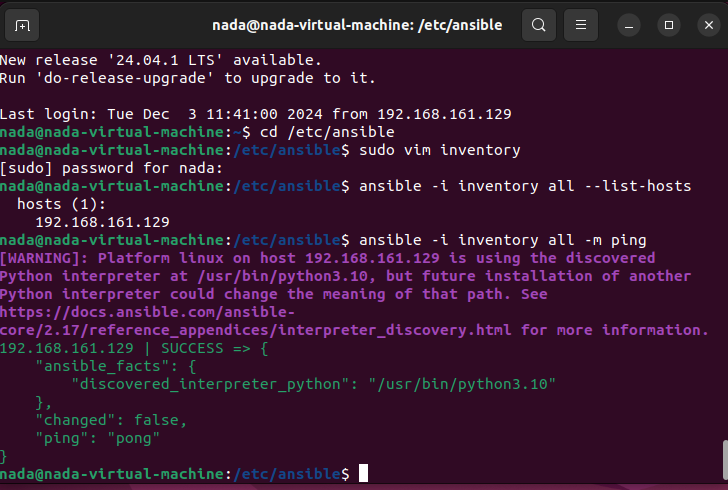 nada@nada-virtual-machine: /etc/ansible
New release '24.04.1 LTS' available.
Run 'do-release-upgrade' to upgrade to it.
Last login: Tue Dec  3 11:41:00 2024 from 192.168.161.129
nada@nada-virtual-machine:~$ cd /etc/ansible
nada@nada-virtual-machine:/etc/ansible$ sudo vim inventory
[sudo] password for nada:
nada@nada-virtual-machine:/etc/ansible$ ansible -i inventory all --list-hosts
  hosts (1):
    192.168.161.129
nada@nada-virtual-machine:/etc/ansible$ ansible -i inventory all -m ping
[WARNING]: Platform linux on host 192.168.161.129 is using the discovered
Python interpreter at /usr/bin/python3.10, but future installation of another
Python interpreter could change the meaning of that path. See
https://docs.ansible.com/ansible-
core/2.17/reference_appendices/interpreter_discovery.html for more information.
192.168.161.129 | SUCCESS => {
    "ansible_facts": {
        "discovered_interpreter_python": "/usr/bin/python3.10"
    },
    "changed": false,
    "ping": "pong"
}
nada@nada-virtual-machine:/etc/ansible$